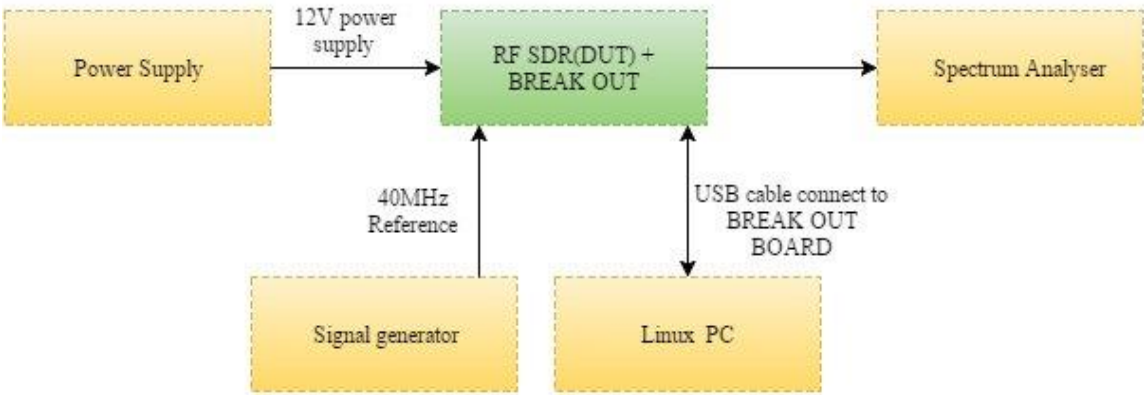 12V power
supply
Power Supply
RF SDR(DUT) +
BREAK OUT
Spectrum Analyser
40MHz
Reference
USB cable connect to
BREAK OUT
BOARD
Signal generator
Linux PC